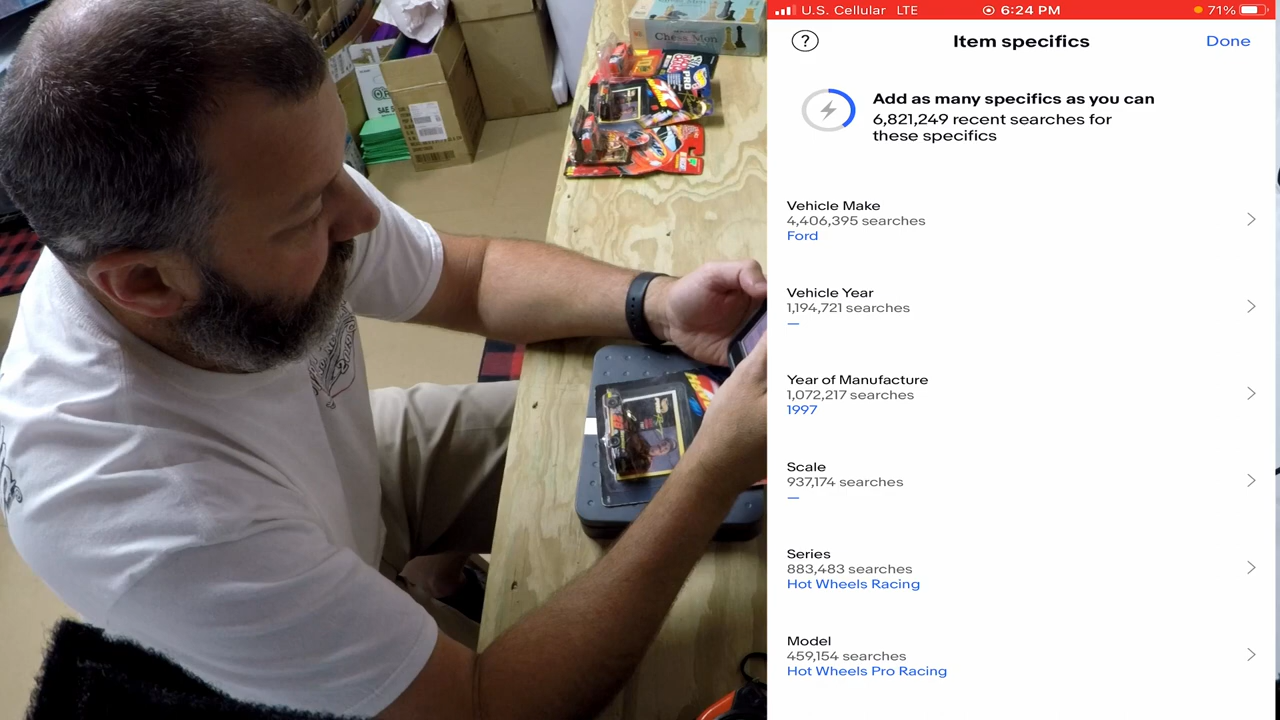 Chess Men
PRO
U.S. Cellular LTE 6:24 PM 71%
? Item specifics Done
Add as many specifics as you can
6,821,249 recent searches for
these specifics
Vehicle Make
4,406,395 searches
Ford
Vehicle Year
1,194,721 searches
—
Year of Manufacture
1,072,217 searches
1997
Scale
937,174 searches
—
Series
883,483 searches
Hot Wheels Racing
Model
459,154 searches
Hot Wheels Pro Racing